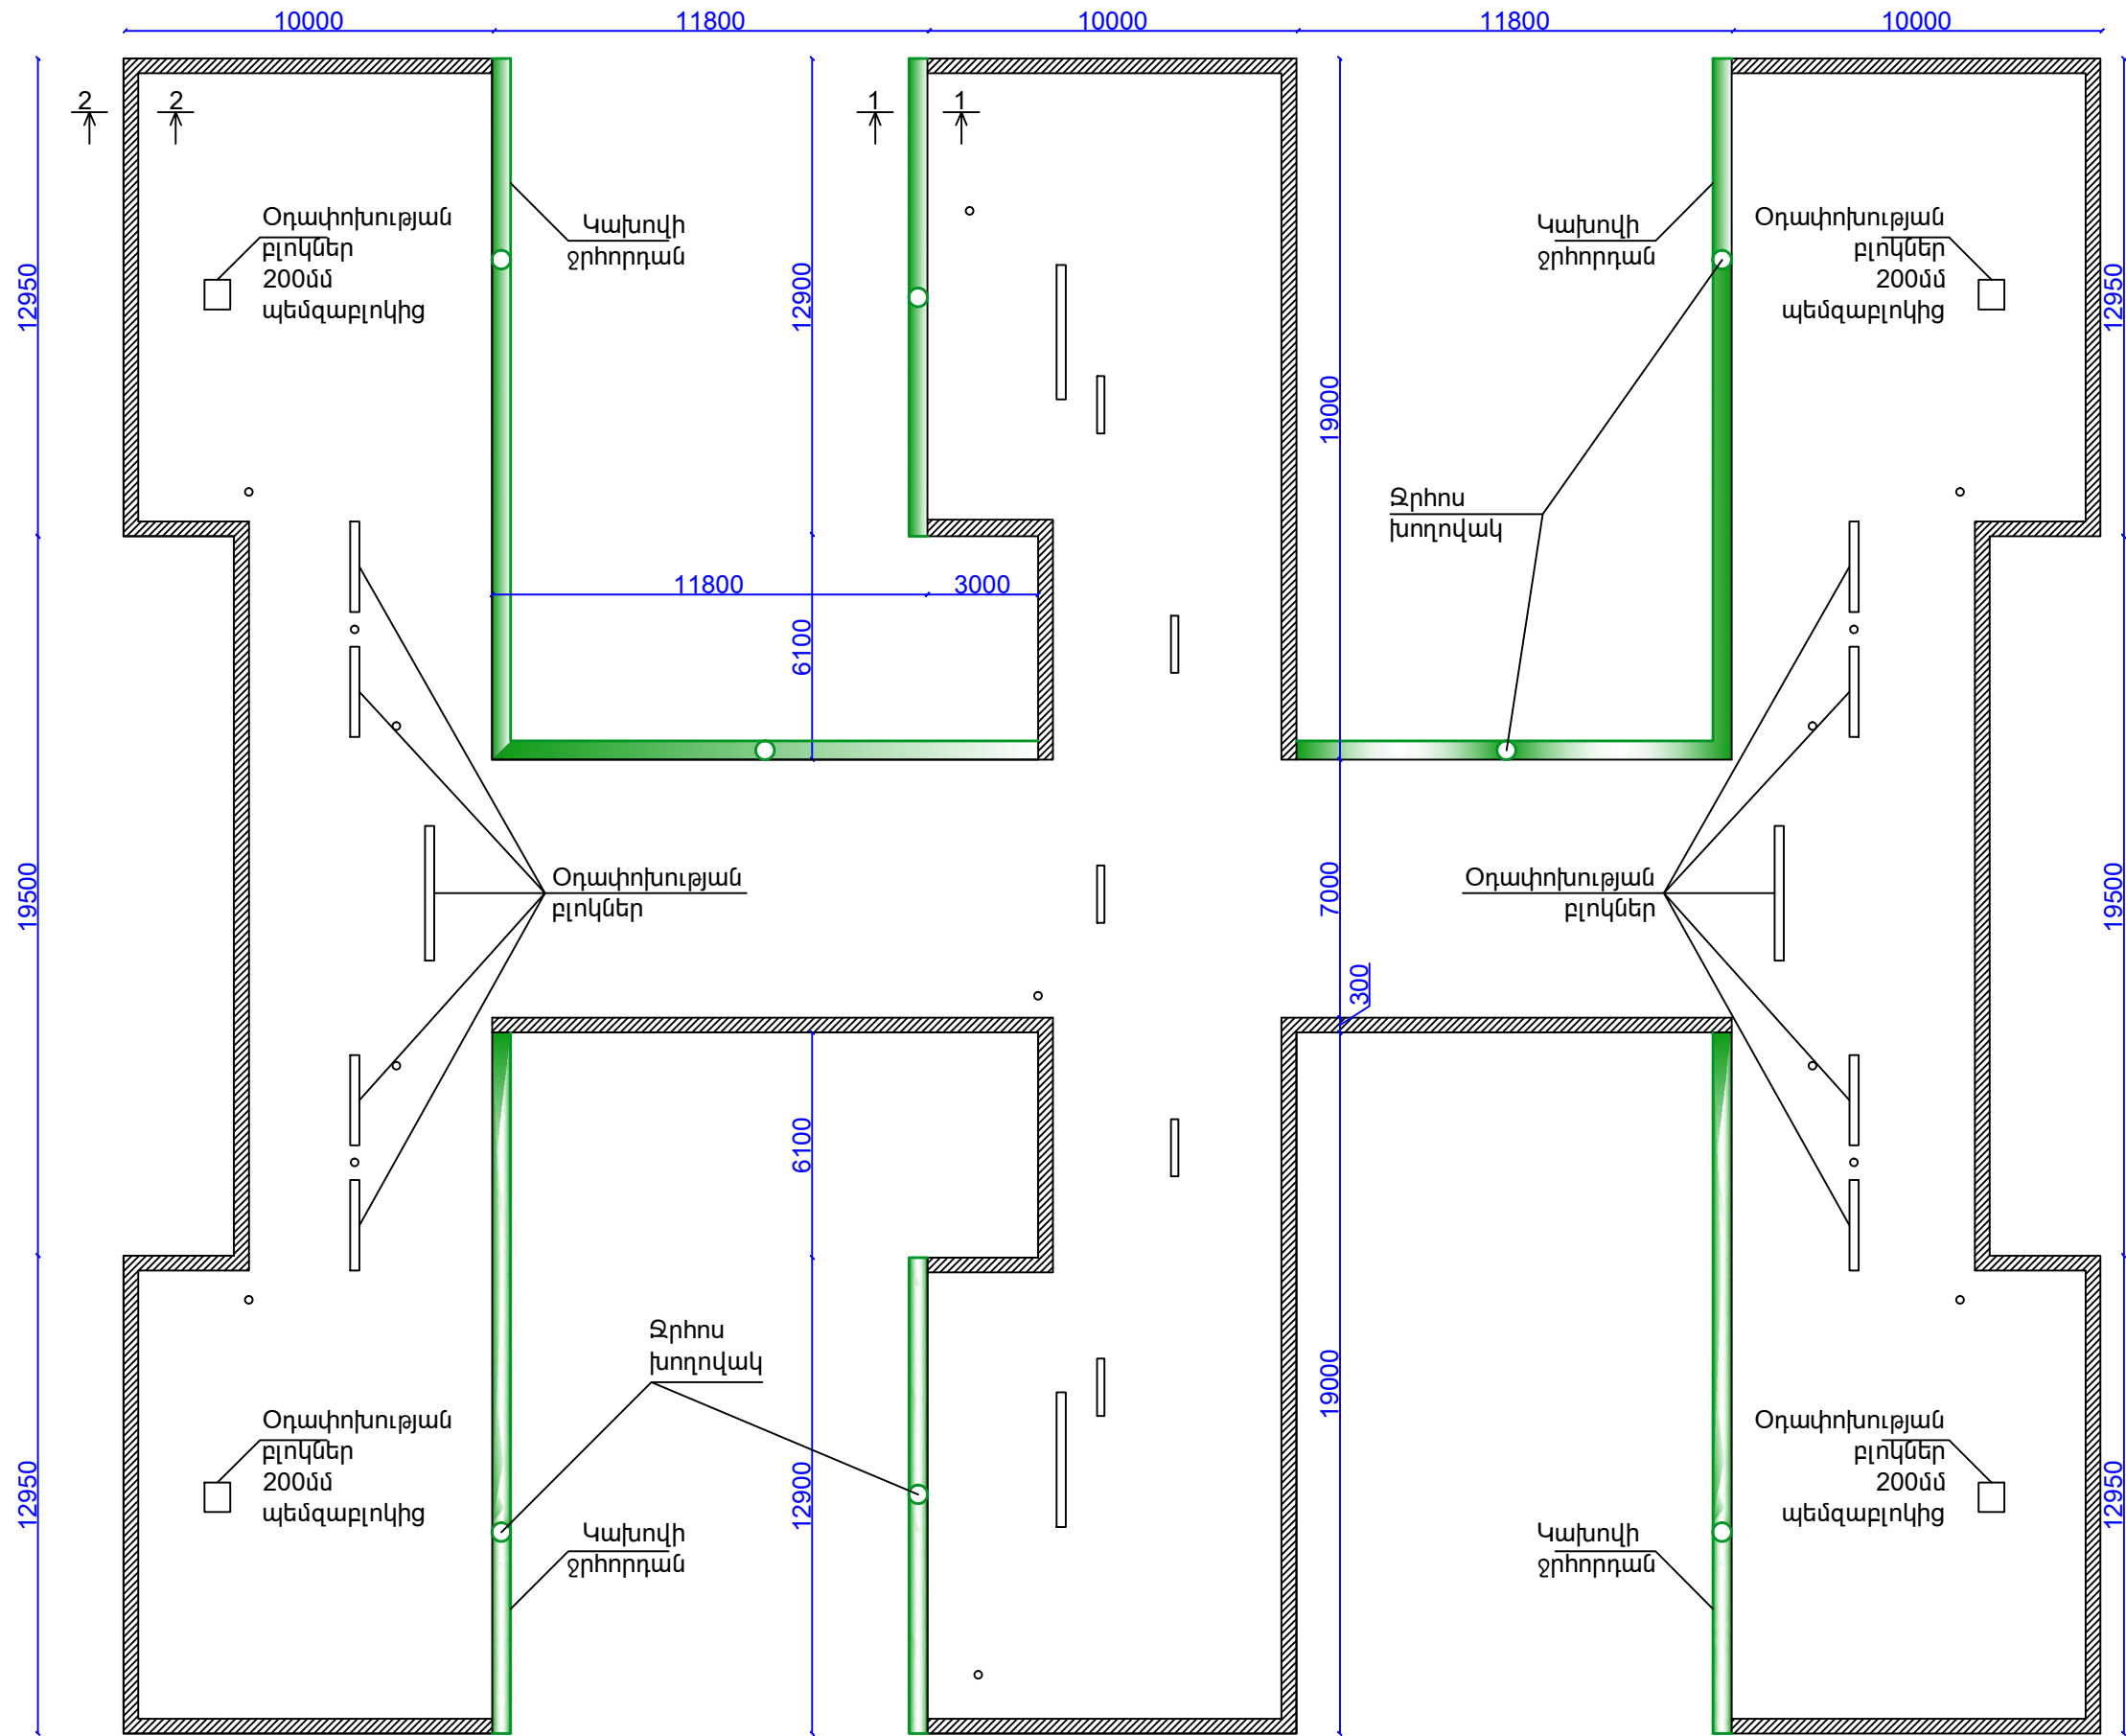 10000
11800
10000
11800
10000
2
2
1
1
Օդափոխության
բլոկներ
200մմ
պեմզաբլոկից
Կախովի
ջրհորդան
Կախովի
ջրհորդան
Օդափոխության
բլոկներ
200մմ
պեմզաբլոկից
12950
12900
19000
12950
Ջրհոս
խողովակ
11800
3000
6100
19500
Օդափոխության
բլոկներ
7000
Օդափոխության
բլոկներ
19500
300
6100
Ջրհոս
խողովակ
19000
Օդափոխության
բլոկներ
200մմ
պեմզաբլոկից
Օդափոխության
բլոկներ
200մմ
պեմզաբլոկից
12950
12900
12950
Կախովի
ջրհորդան
Կախովի
ջրհորդան